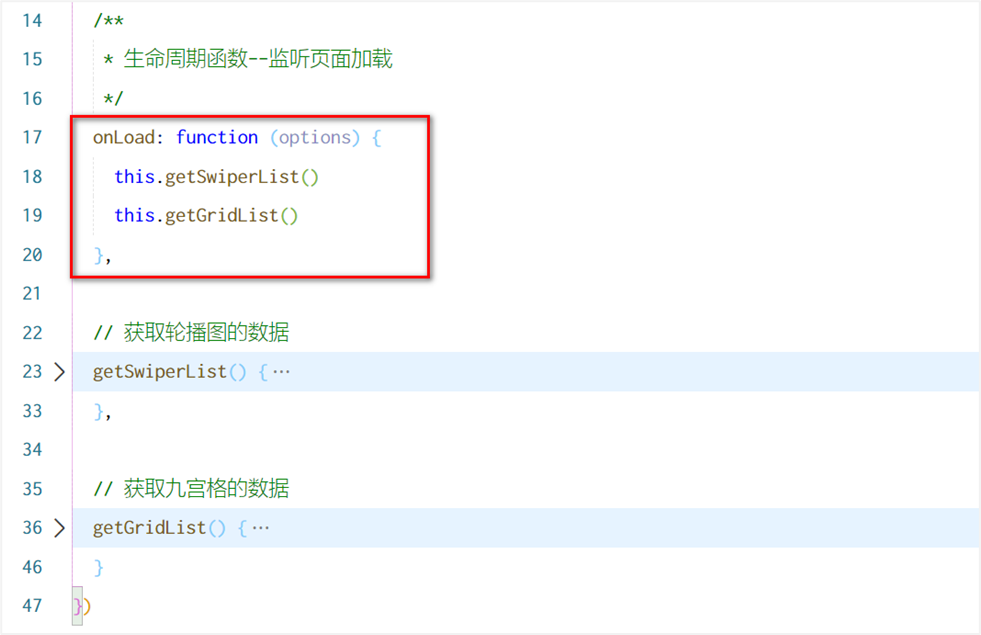 14 /**
15 * 生命周期函数--监听页面加载
16 */
17 onLoad: function (options) {
18 this.getSwiperList()
19 this.getGridList()
20 },
21
22 // 获取轮播图的数据
23 getSwiperList() { ···
33 },
34
35 // 获取九宫格的数据
36 getGridList() { ···
46 }
47 })